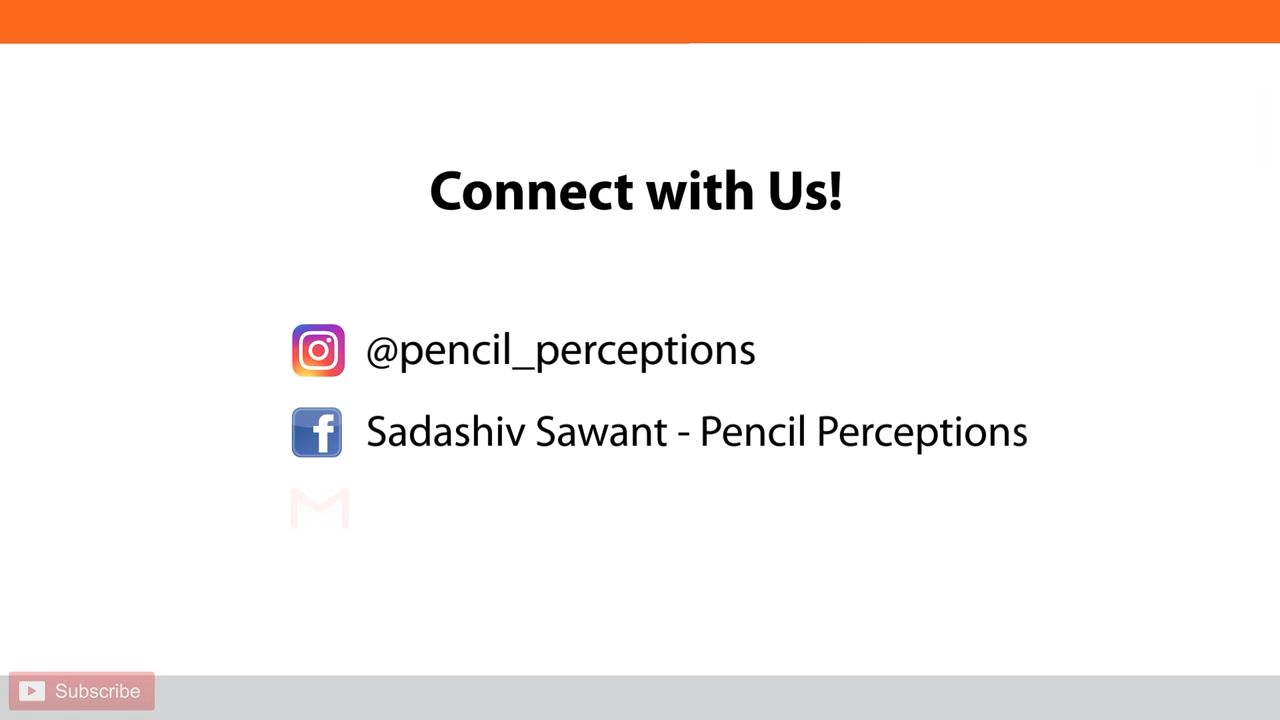 Connect with Us!
@pencil_perceptions
Sadashiv Sawant - Pencil Perceptions
Subscribe